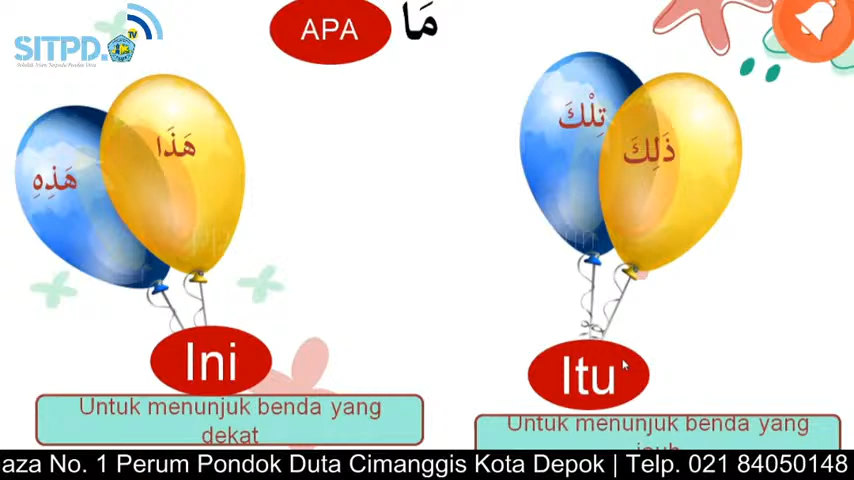 SITPD.
TV
APA
مَا
هَذِهِ
هَذَا
تِلْكَ
ذَلِكَ
Ini
Itu
Untuk menunjuk benda yang
dekat
Untuk menunjuk benda yang
aza No. 1 Perum Pondok Duta Cimanggis Kota Depok | Telp. 021 84050148